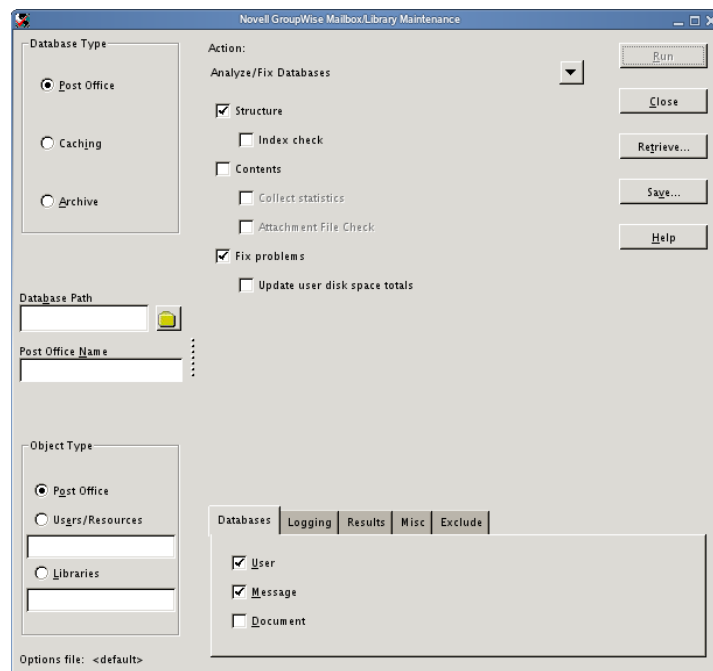 Novell GroupWise Mailbox/Library Maintenance
Database Type
Post Office
Caching
Archive
Database Path
Post Office Name
Object Type
Post Office
Users/Resources
Libraries
Options file: <default>
Action:
Analyze/Fix Databases
Structure
Index check
Contents
Collect statistics
Attachment File Check
Fix problems
Update user disk space totals
Databases Logging Results Misc Exclude
User
Message
Document
Run
Close
Retrieve...
Save...
Help